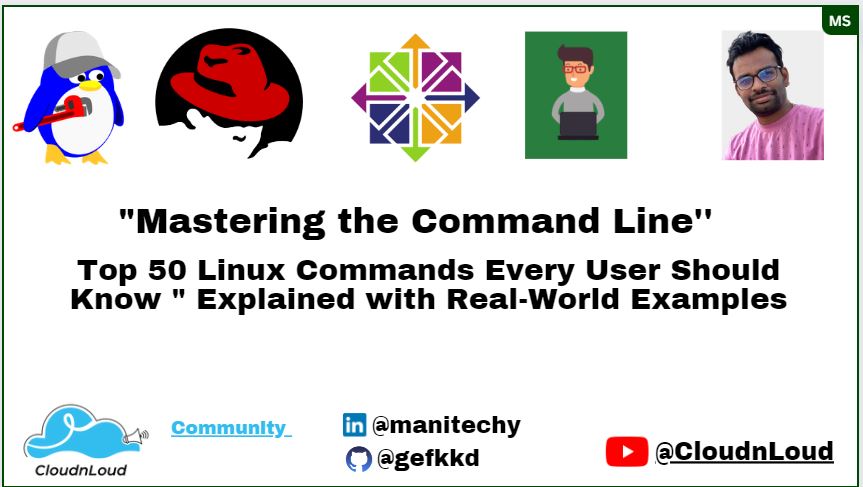 MS
"Mastering the Command Line''
Top 50 Linux Commands Every User Should
Know " Explained with Real-World Examples
CloudnLoud
Community
in @manitechy
@gefkkd
@CloudnLoud